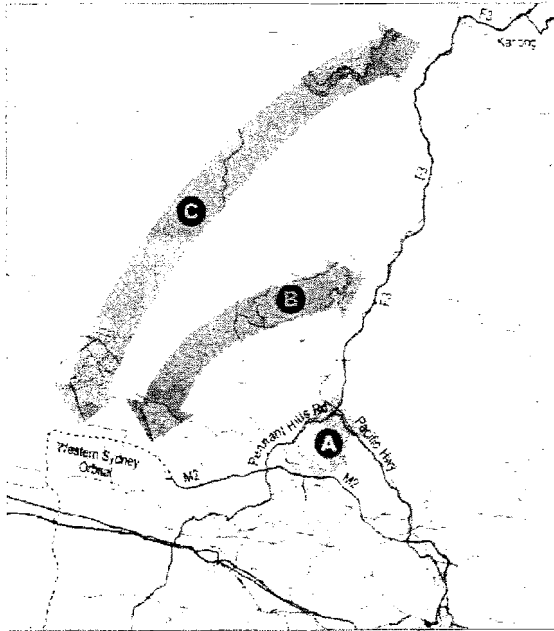 F3
Kariong
F3
C
B
F3
Pennant Hills Rd
Pacific Hwy
A
Western Sydney
Orbital
M2
M2